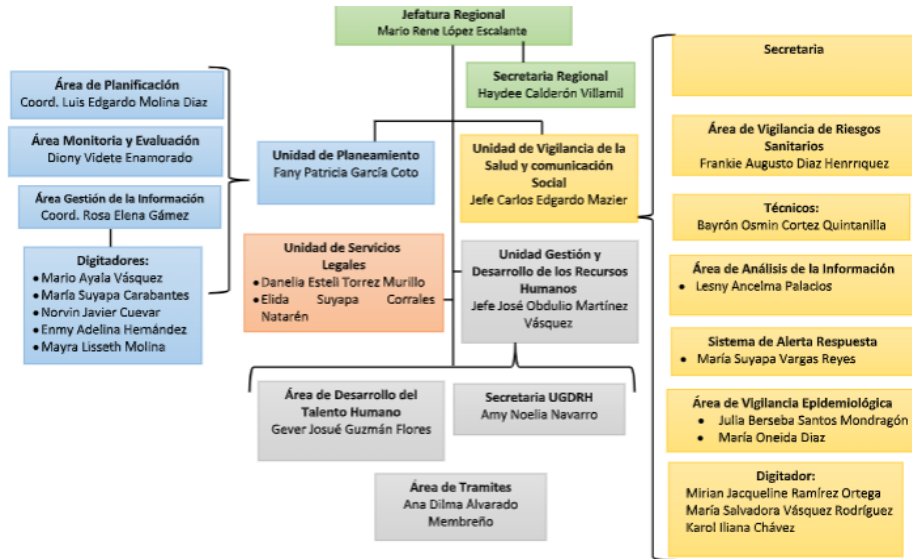 Jefatura Regional
Mario Rene López Escalante
Secretaria Regional
Haydee Calderón Villamil
Área de Planificación
Coord. Luis Edgardo Molina Diaz
Área Monitoria y Evaluación
Diony Videte Enamorado
Área Gestión de la Información
Coord. Rosa Elena Gámez
Digitadores:
• Mario Ayala Vásquez
• María Suyapa Carabantes
• Norvin Javier Cuevar
• Enmy Adelina Hernández
• Mayra Lisseth Molina
Unidad de Planeamiento
Fany Patricia García Coto
Unidad de Vigilancia de la
Salud y comunicación
Social
Jefe Carlos Edgardo Mazier
Unidad de Servicios
Legales
• Danelia Esteli Torrez Murillo
• Elida Suyapa Corrales
Natarén
Unidad Gestión y
Desarrollo de los Recursos
Humanos
Jefe José Obdulio Martínez
Vásquez
Área de Desarrollo del
Talento Humano
Gever Josué Guzmán Flores
Secretaria UGDRH
Amy Noelia Navarro
Área de Tramites
Ana Dilma Alvarado
Membreño
Secretaria
Área de Vigilancia de Riesgos
Sanitarios
Frankie Augusto Diaz Henrrıquez
Técnicos:
Bayrón Osmin Cortez Quintanilla
Área de Análisis de la Información
• Lesny Ancelma Palacios
Sistema de Alerta Respuesta
• María Suyapa Vargas Reyes
Área de Vigilancia Epidemiológica
• Julia Berseba Santos Mondragón
• María Oneida Diaz
Digitador:
Mirian Jacqueline Ramírez Ortega
María Salvadora Vásquez Rodríguez
Karol Iliana Chávez